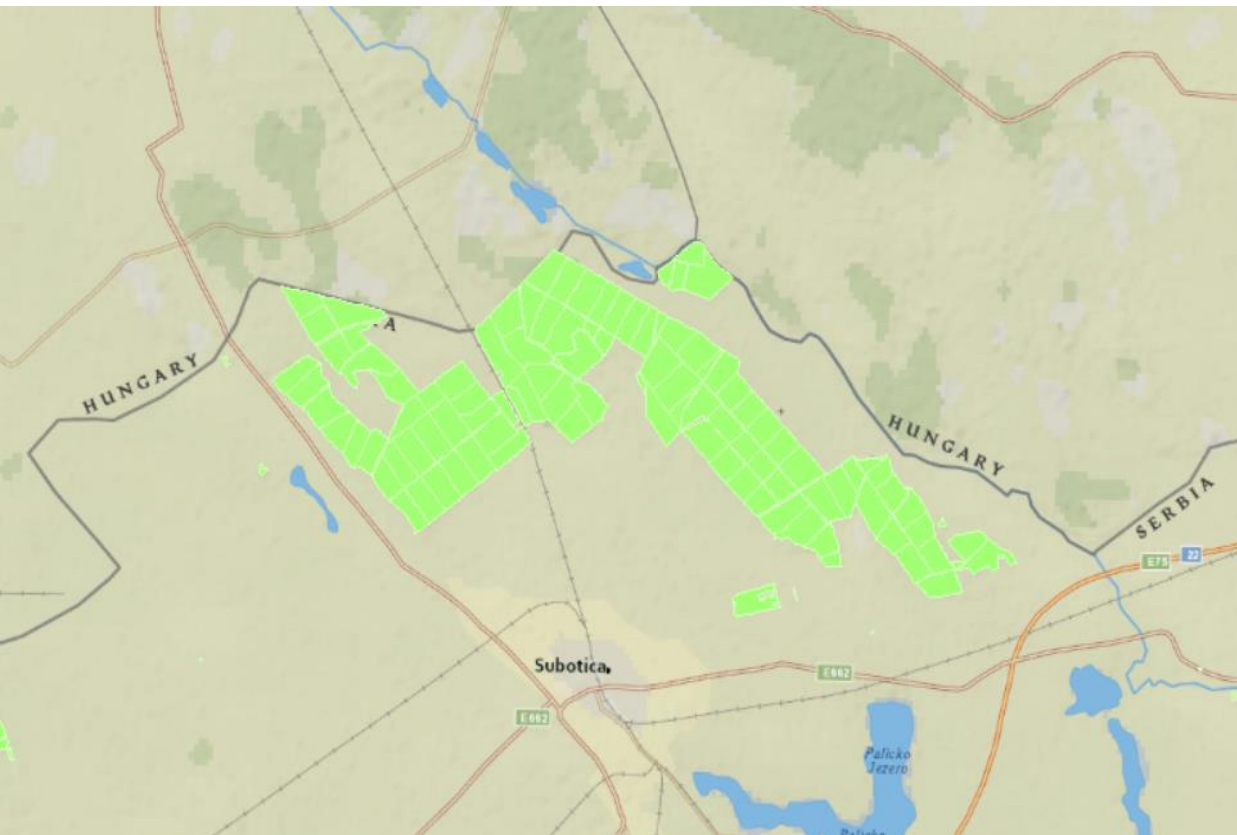 A
HUNGARY
HUNGARY
SERBIA
E75
22
Subotica
E662
E662
Palicko
Jezero